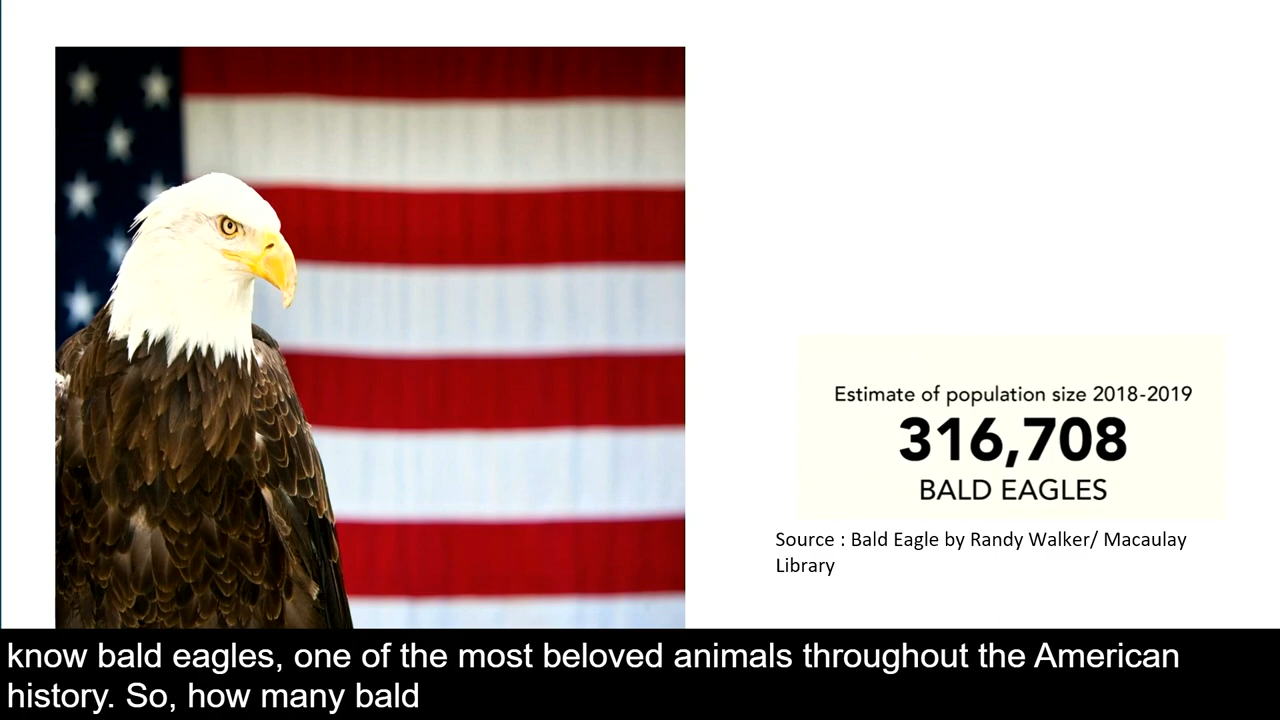 Estimate of population size 2018-2019
316,708
BALD EAGLES
Source : Bald Eagle by Randy Walker/ Macaulay
Library
know bald eagles, one of the most beloved animals throughout the American
history. So, how many bald